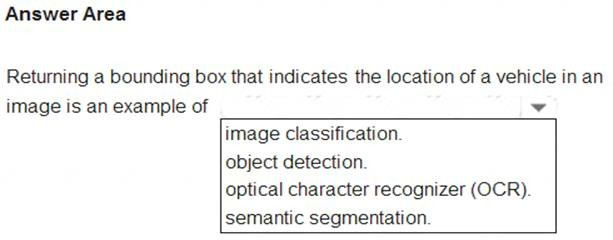 Answer Area
Returning a bounding box that indicates the location of a vehicle in an
image is an example of
image classification.
object detection.
optical character recognizer (OCR).
semantic segmentation.